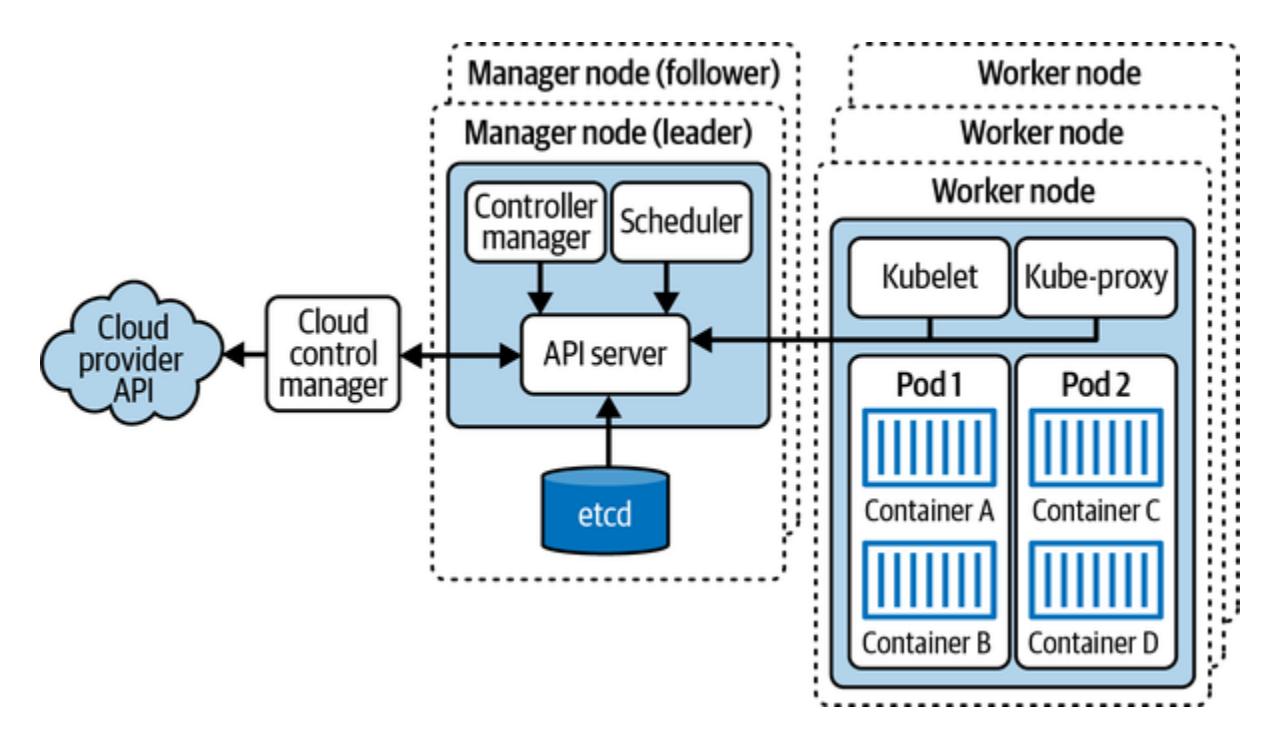 Manager node (follower)
Manager node (leader)
Controller
manager
Scheduler
API server
etcd
Cloud
provider
API
Cloud
control
manager
Worker node
Worker node
Worker node
Kubelet
Kube-proxy
Pod 1
Container A
Container B
Pod 2
Container C
Container D